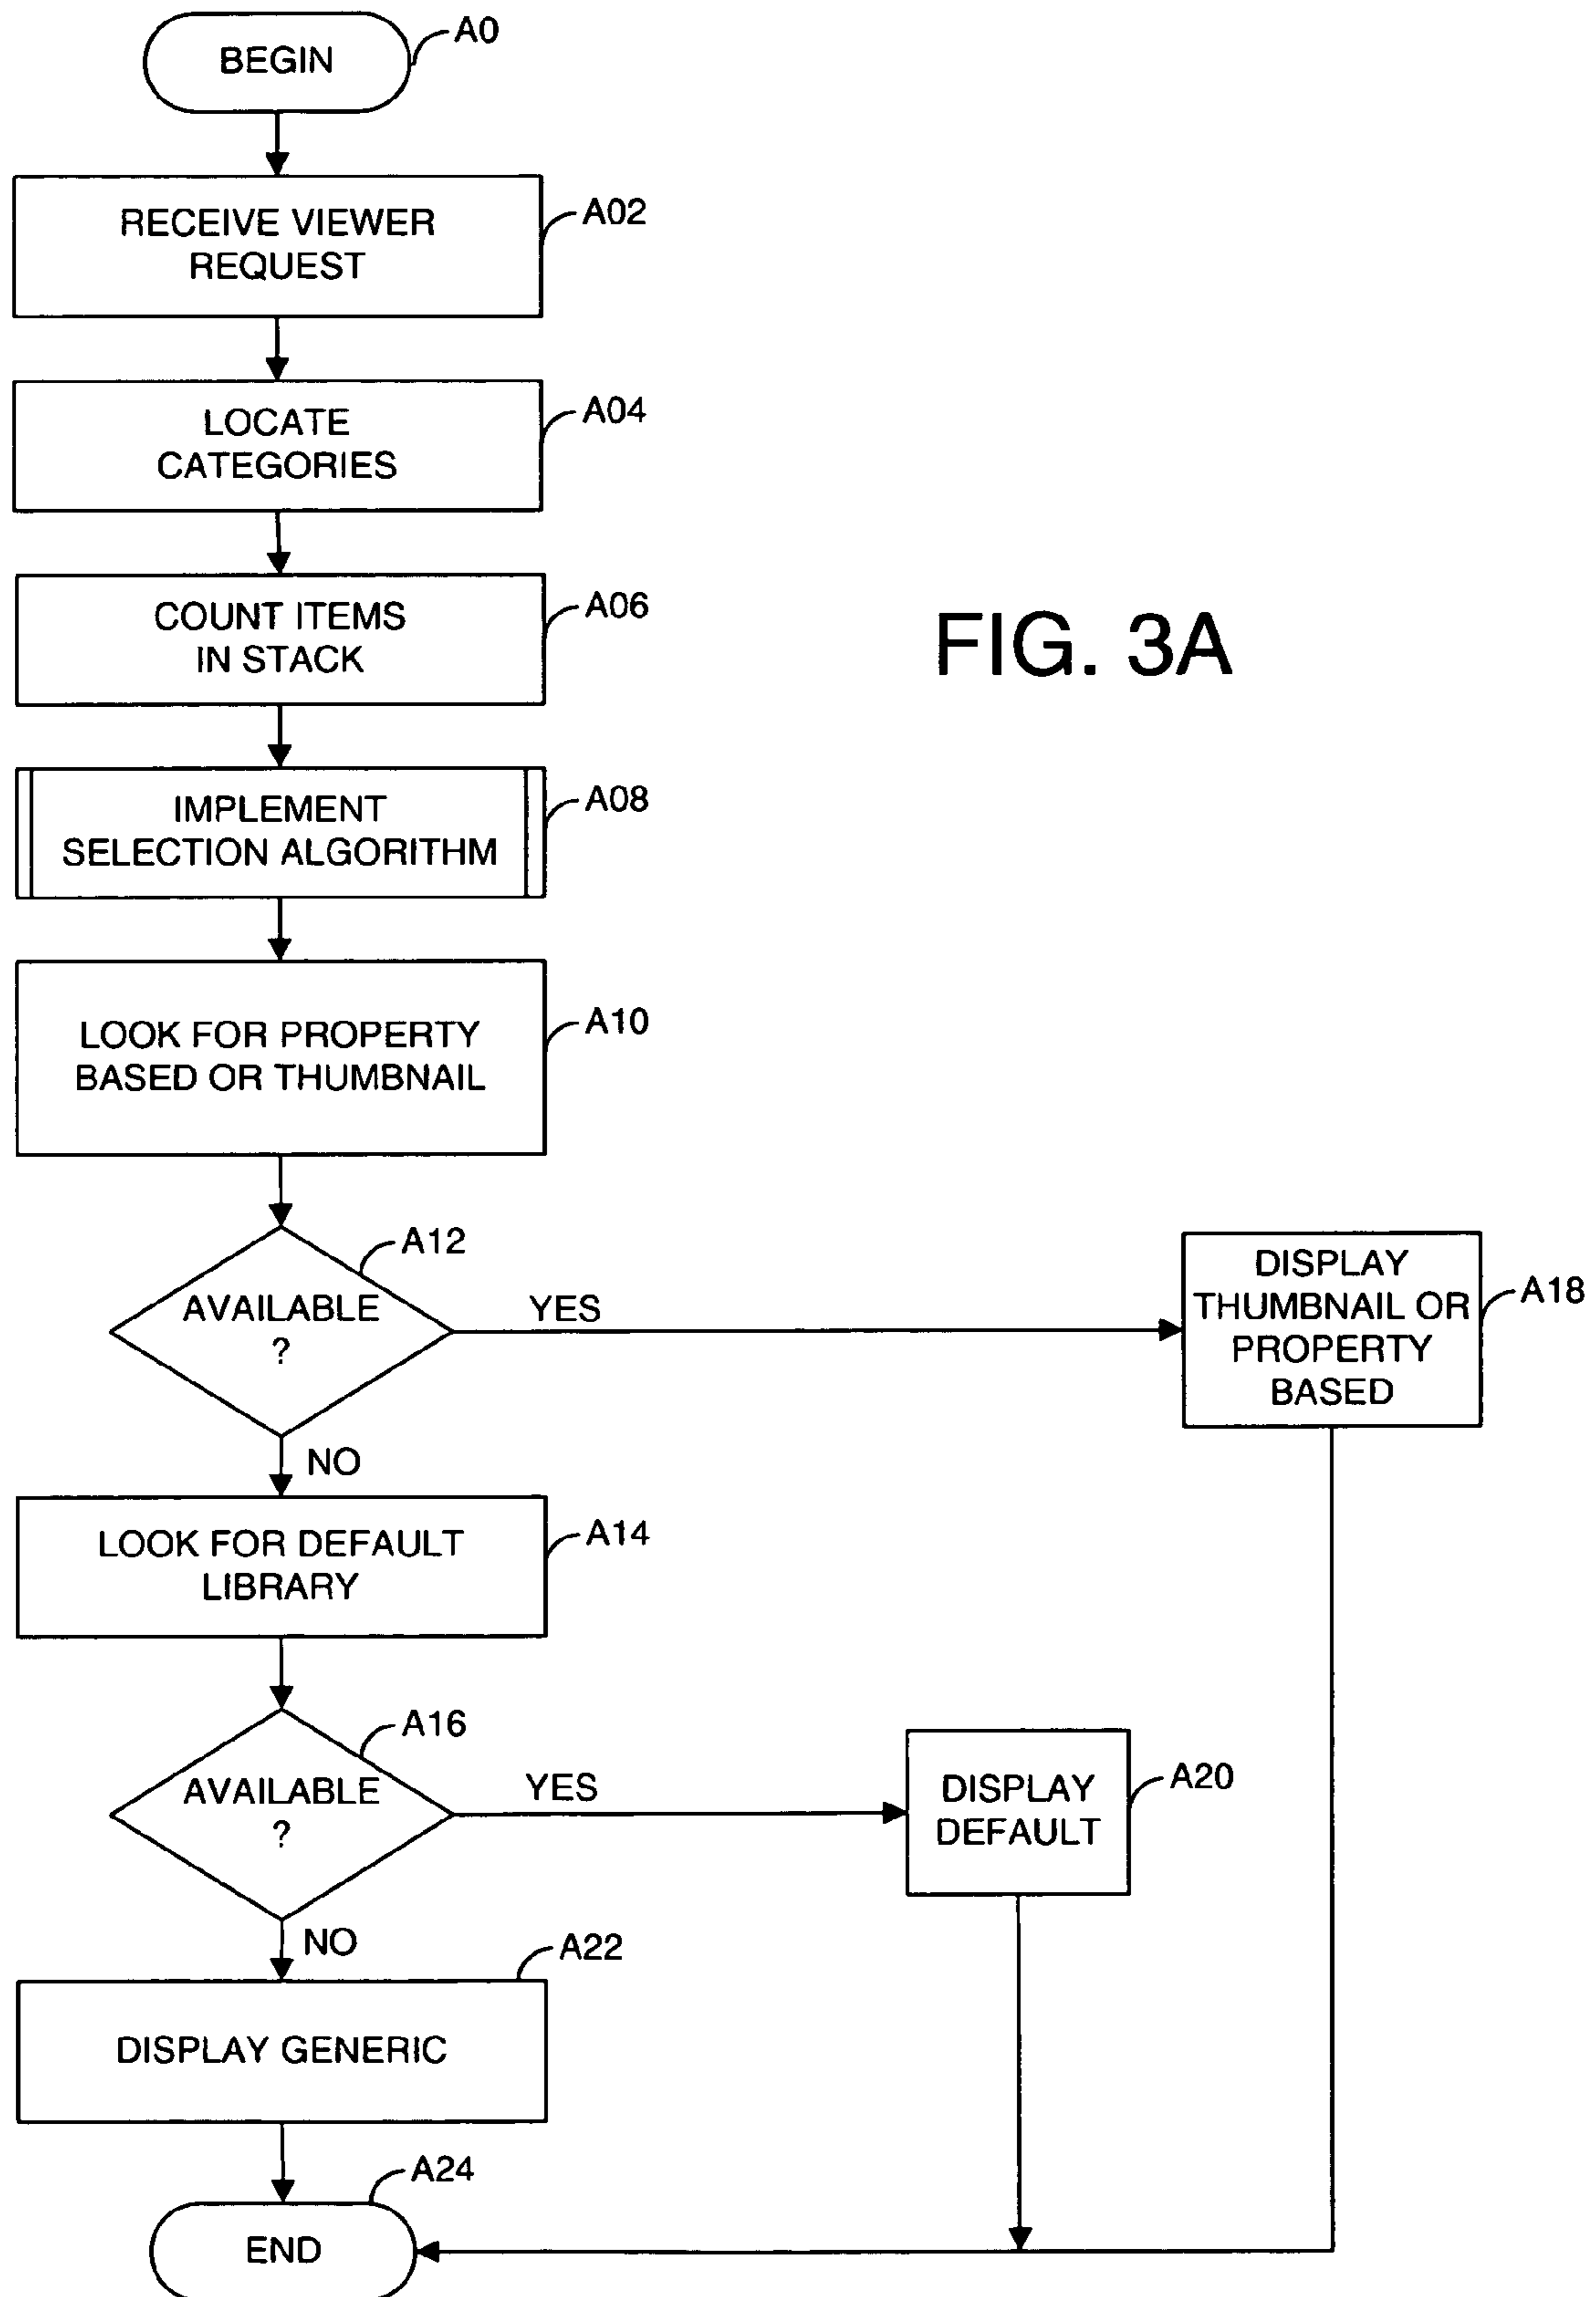 BEGIN
A0
RECEIVE VIEWER
REQUEST
A02
LOCATE
CATEGORIES
A04
COUNT ITEMS
IN STACK
A06
FIG. 3A
IMPLEMENT
SELECTION ALGORITHM
A08
LOOK FOR PROPERTY
BASED OR THUMBNAIL
A10
AVAILABLE
?
A12
YES
DISPLAY
THUMBNAIL OR
PROPERTY
BASED
A18
NO
LOOK FOR DEFAULT
LIBRARY
A14
AVAILABLE
?
A16
YES
DISPLAY
DEFAULT
A20
NO
DISPLAY GENERIC
A22
END
A24